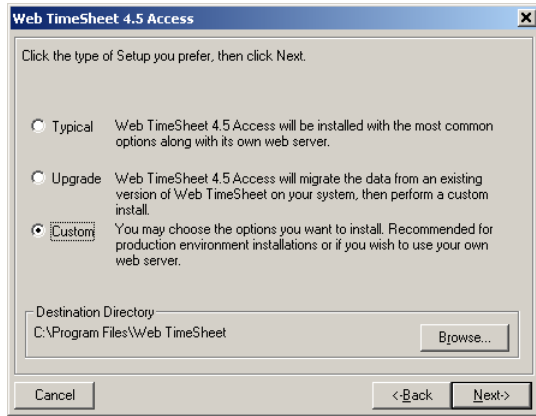 Web TimeSheet 4.5 Access
Click the type of Setup you prefer, then click Next.
Typical Web TimeSheet 4.5 Access will be installed with the most common
options along with its own web server.
Upgrade Web TimeSheet 4.5 Access will migrate the data from an existing
version of Web TimeSheet on your system, then perform a custom
install.
Custom You may choose the options you want to install. Recommended for
production environment installations or if you wish to use your own
web server.
Destination Directory
C:\Program Files\Web TimeSheet
Browse...
Cancel <-Back Next->